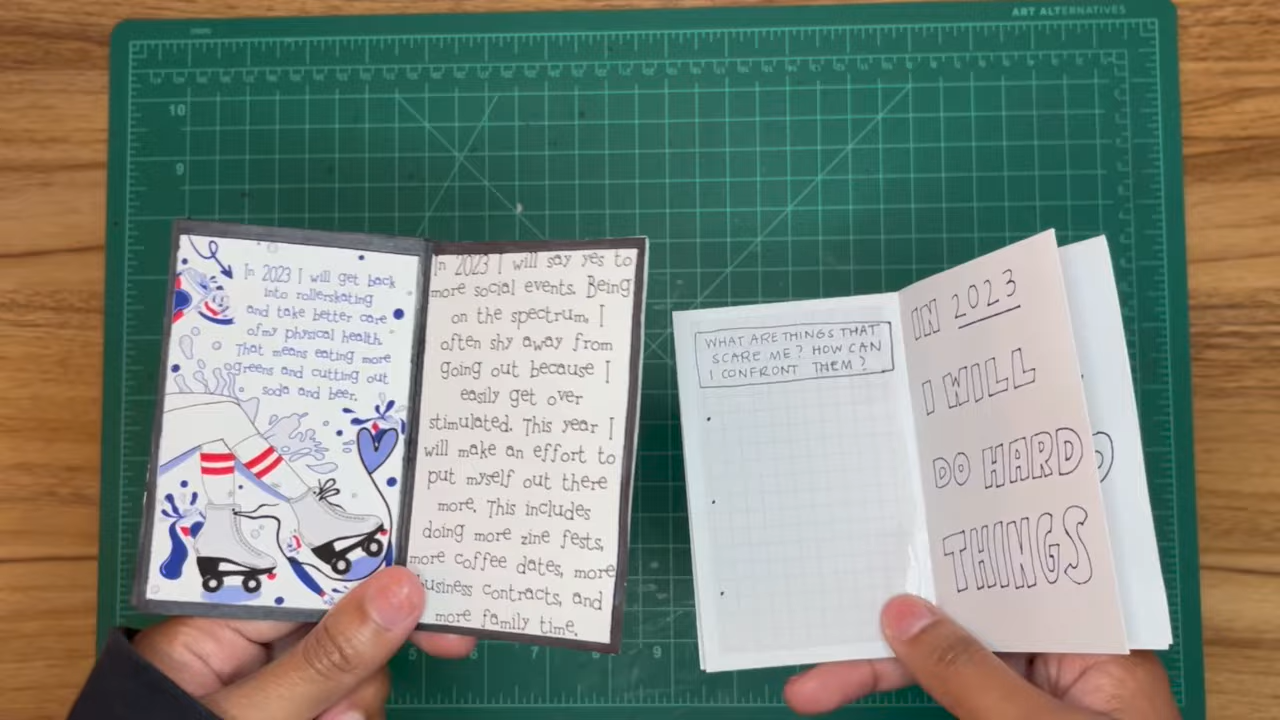 ART ALTERNATIVES
10
9
In 2023 I will get back
into rollerskating
and take better care
of my physical health.
That means eating more
greens and cutting out
soda and beer.
In 2023 I will say yes to
more social events. Being
on the spectrum, I
often shy away from
going out because I
easily get over
stimulated. This year I
will make an effort to
put myself out there
more. This includes
doing more zine fests,
more coffee dates, more
business contracts, and
more family time.
WHAT ARE THINGS THAT
SCARE ME? HOW CAN
I CONFRONT THEM?
IN 2023
I WILL
DO HARD
THINGS
5
6
7
8
9